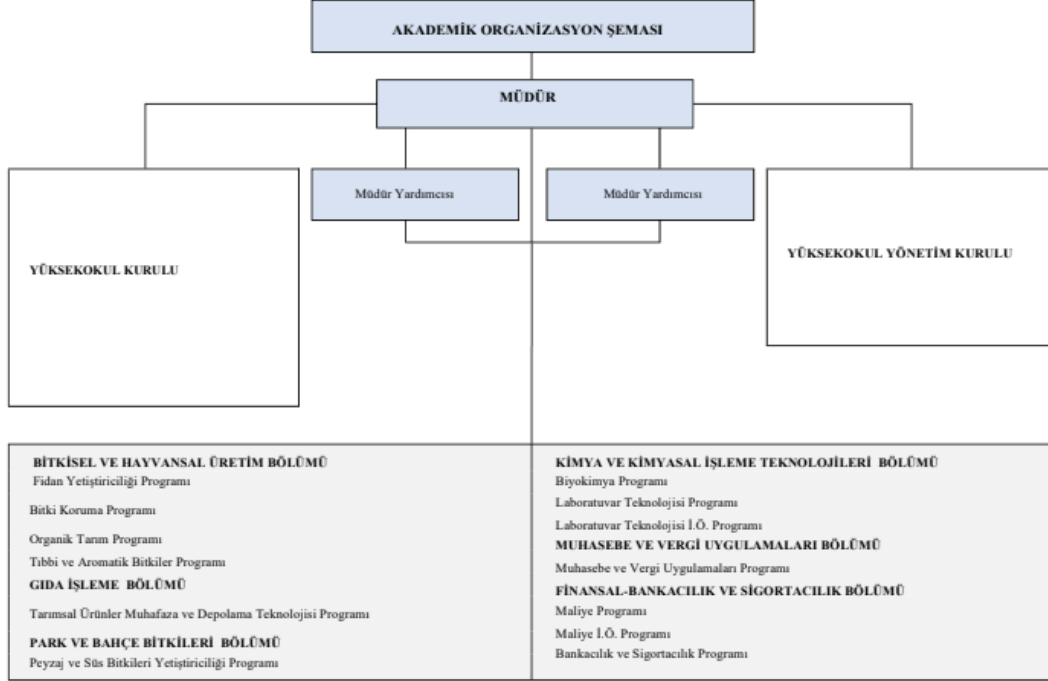 AKADEMİK ORGANİZASYON ŞEMASI
MÜDÜR
Müdür Yardımcısı
Müdür Yardımcısı
YÜKSEKOKUL KURULU
YÜKSEKOKUL YÖNETİM KURULU
BİTKİSEL VE HAYVANSAL ÜRETİM BÖLÜMÜ
Fidan Yetiştiriciliği Programı
Bitki Koruma Programı
Organik Tarım Programı
Tıbbi ve Aromatik Bitkiler Programı
GIDA İŞLEME BÖLÜMÜ
Tarımsal Ürünler Muhafaza ve Depolama Teknolojisi Programı
PARK VE BAHÇE BİTKİLERİ BÖLÜMÜ
Peyzaj ve Süs Bitkileri Yetiştiriciliği Programı
KİMYA VE KİMYASAL İŞLEME TEKNOLOJİLERİ BÖLÜMÜ
Biyokimya Programı
Laboratuvar Teknolojisi Programı
Laboratuvar Teknolojisi İ.Ö. Programı
MUHASEBE VE VERGİ UYGULAMALARI BÖLÜMÜ
Muhasebe ve Vergi Uygulamaları Programı
FİNANSAL-BANKACILIK VE SİGORTACILIK BÖLÜMÜ
Maliye Programı
Maliye İ.Ö. Programı
Bankacılık ve Sigortacılık Programı